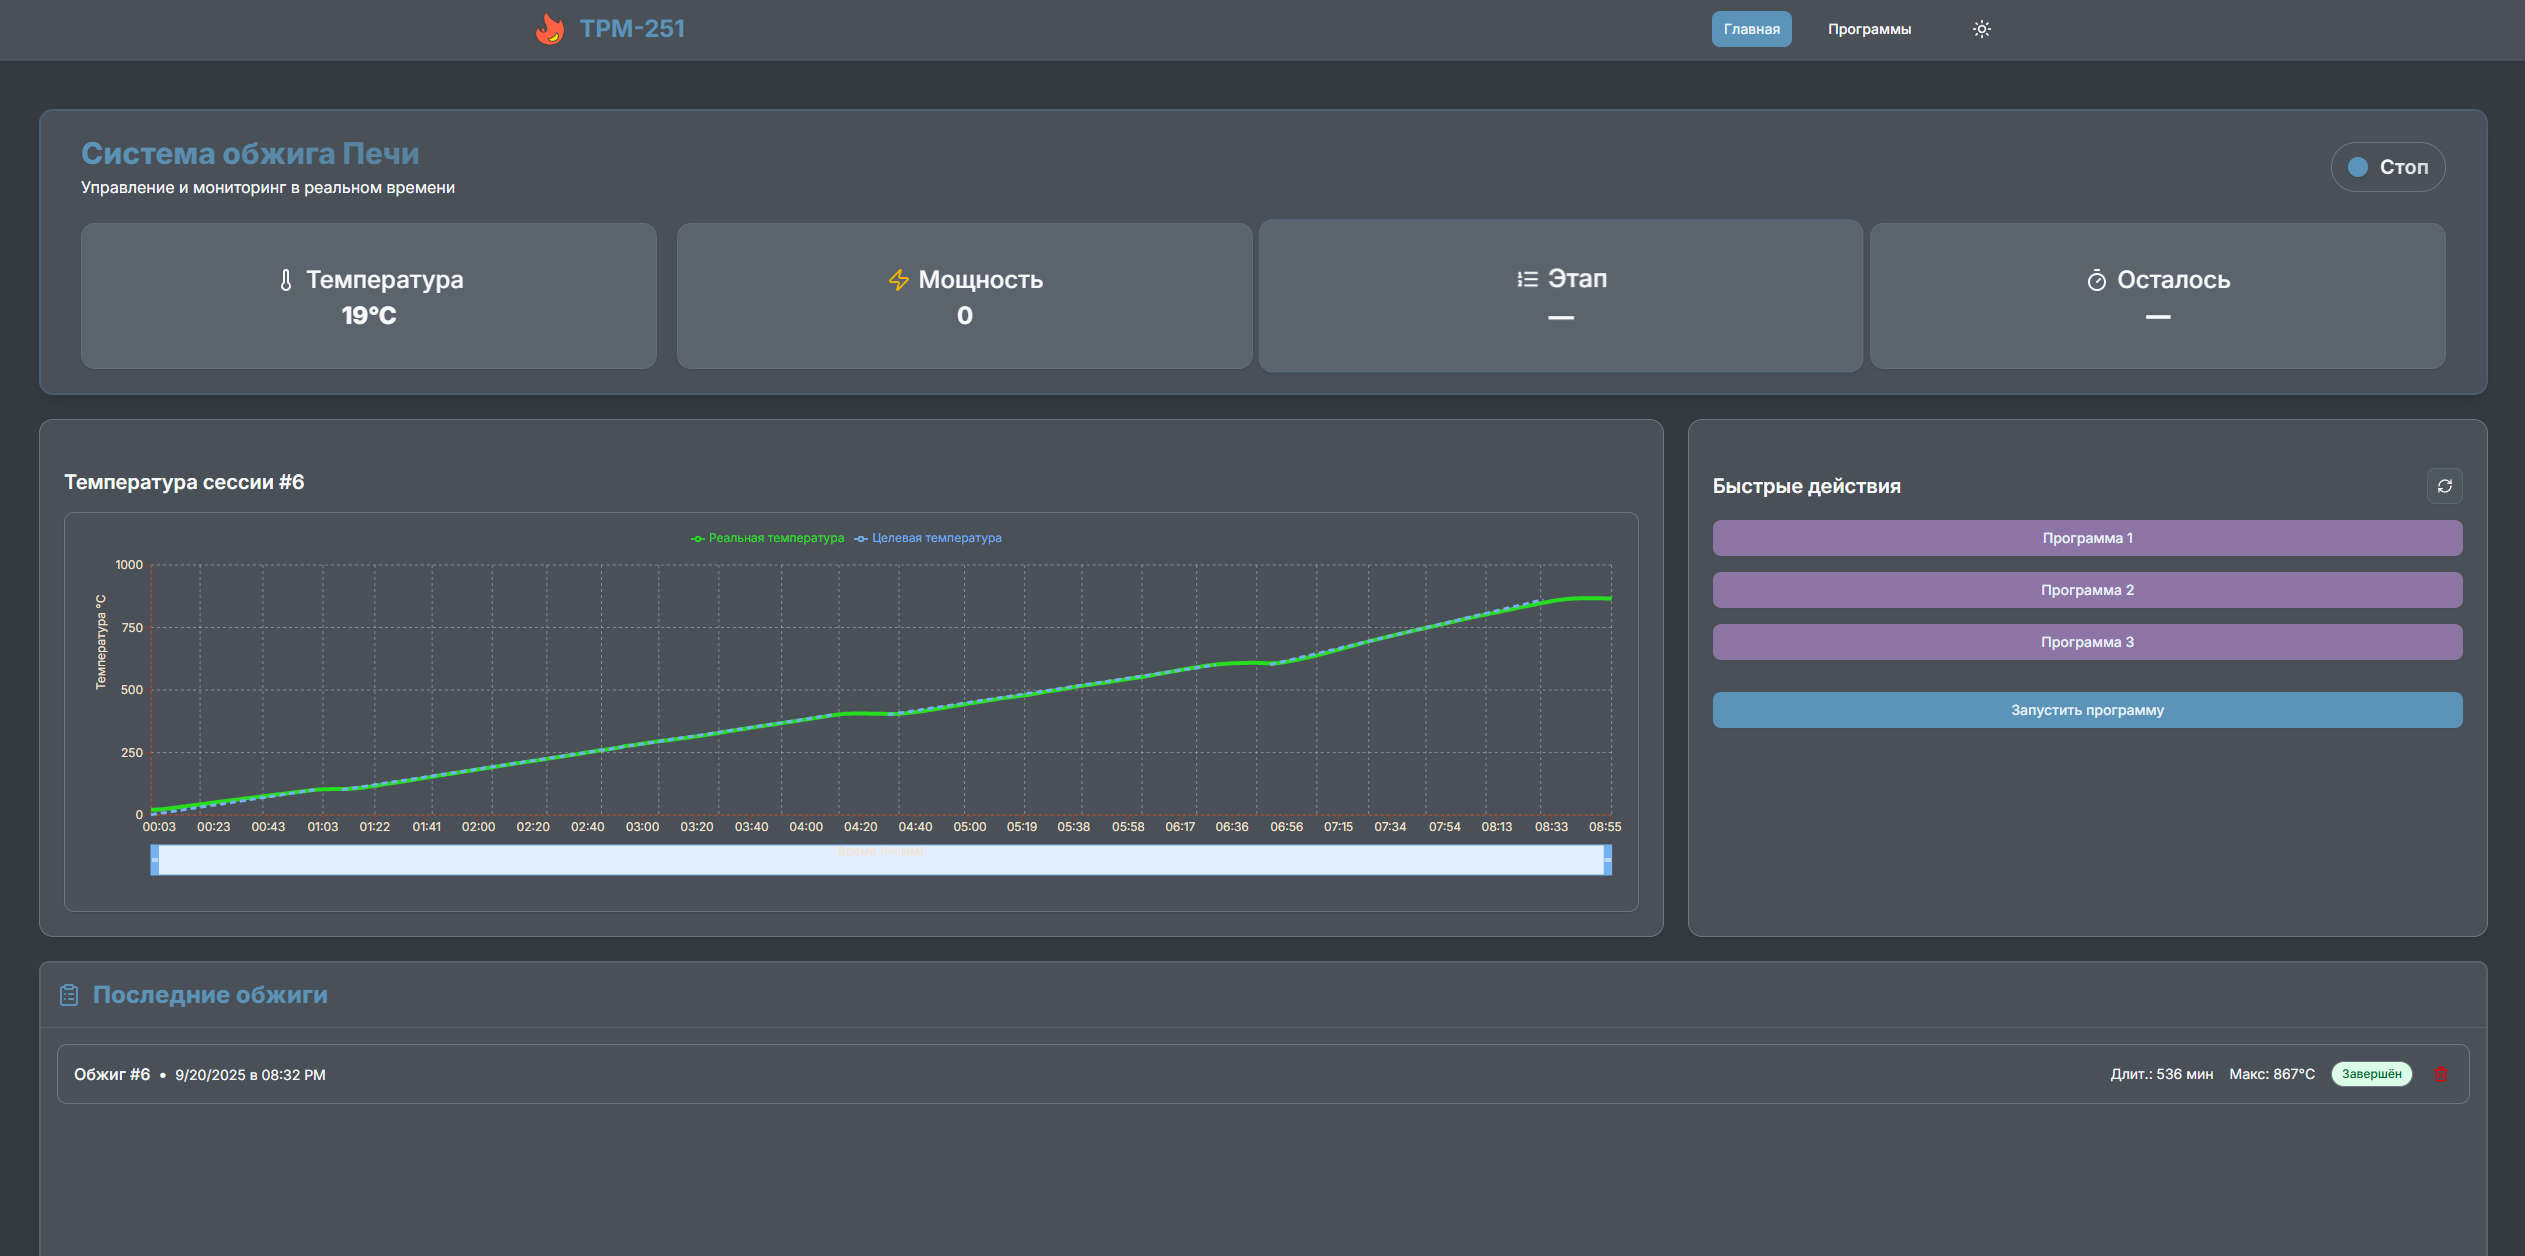 ТРМ-251
Главная
Программы
Система обжига Печи
Управление и мониторинг в реальном времени
Стоп
Температура
19°C
Мощность
0
Этап
—
Осталось
—
Температура сессии #6
Реальная температура
Целевая температура
Температура °C
1000
750
500
250
0
00:03 00:23 00:43 01:03 01:22 01:41 02:00 02:20 02:40 03:00 03:20 03:40 04:00 04:20 04:40 05:00 05:19 05:38 05:58 06:17 06:36 06:56 07:15 07:34 07:54 08:13 08:33 08:55
Быстрые действия
Программа 1
Программа 2
Программа 3
Запустить программу
Последние обжиги
Обжиг #6 • 9/20/2025 в 08:32 PM
Длит.: 536 мин Макс: 867°C Завершён